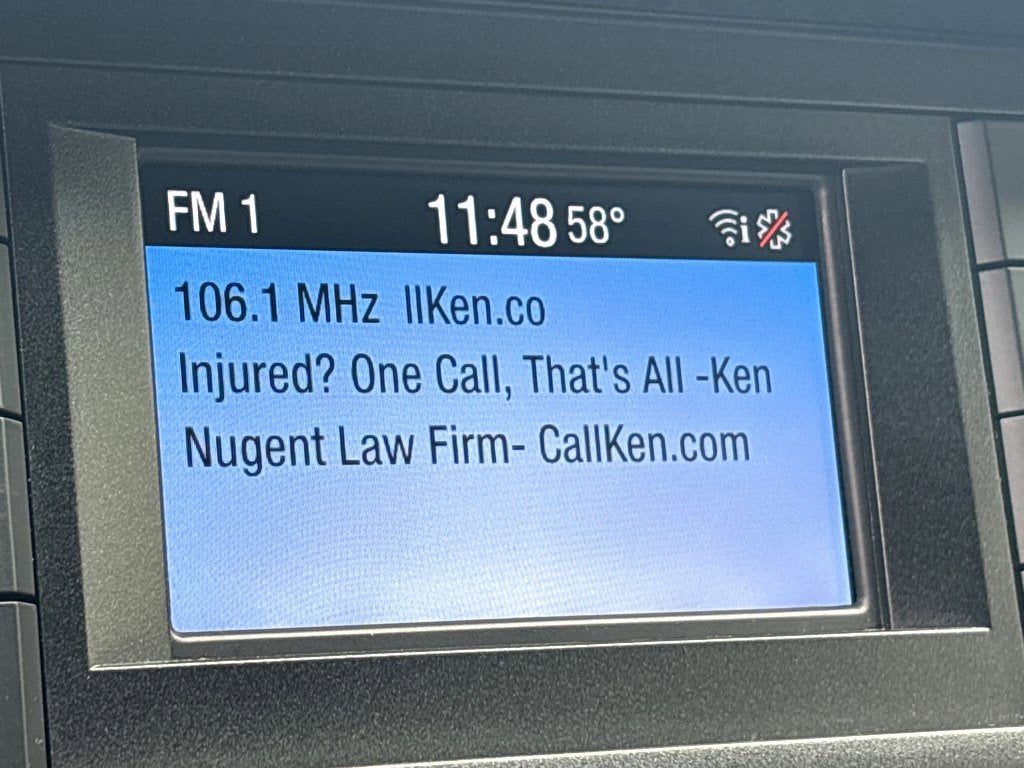 FM 1 11:48 58° i
106.1 MHz llKen.co
Injured? One Call, That's All -Ken
Nugent Law Firm- CallKen.com